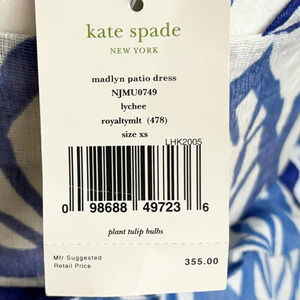 kate spade
NEW YORK
madlyn patio dress
NJMU0749
lychee
royaltymlt (478)
size xs
LHK2005
0 98688 49723 6
plant tulip bulbs
Mfr Suggested
Retail Price 355.00